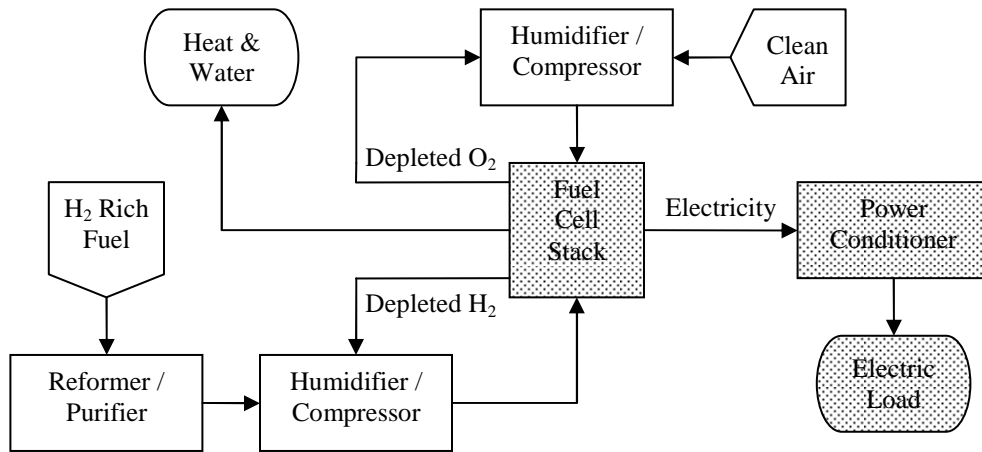 Heat &
Water
Humidifier /
Compressor
Clean
Air
Depleted O₂
H₂ Rich
Fuel
Fuel
Cell
Stack
Electricity
Power
Conditioner
Depleted H₂
Reformer /
Purifier
Humidifier /
Compressor
Electric
Load